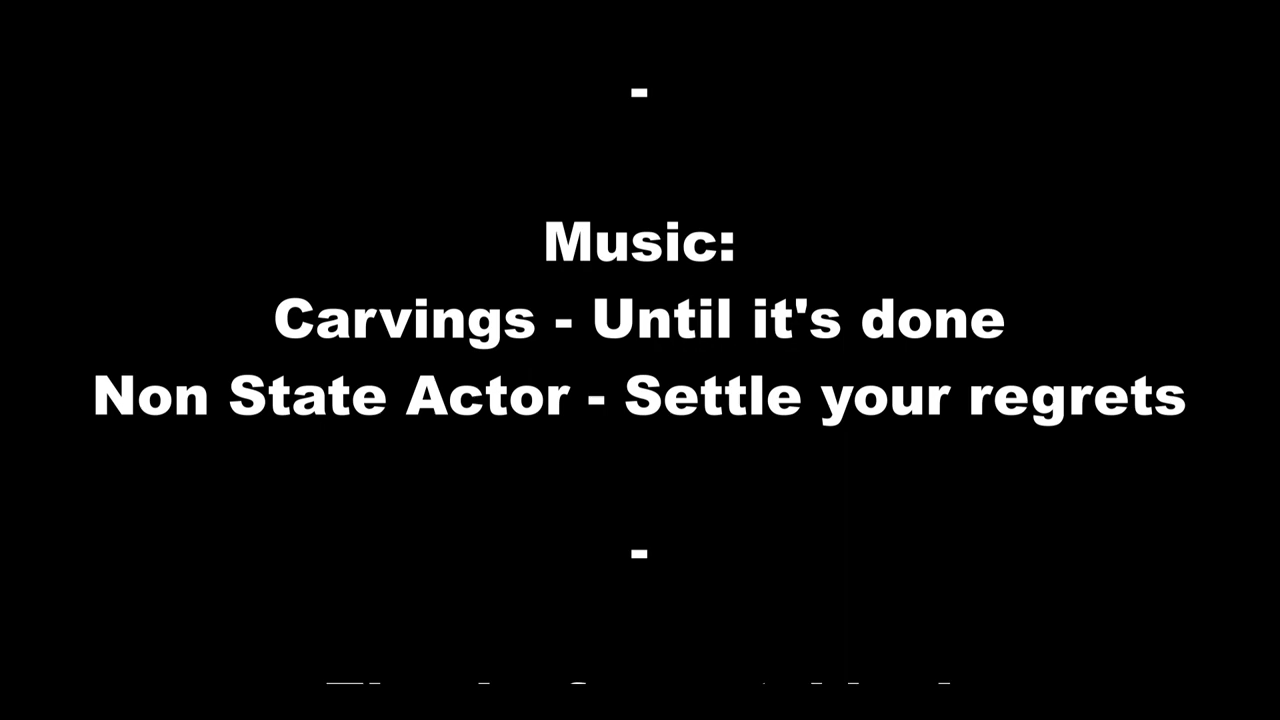 -
Music:
Carvings - Until it's done
Non State Actor - Settle your regrets
-